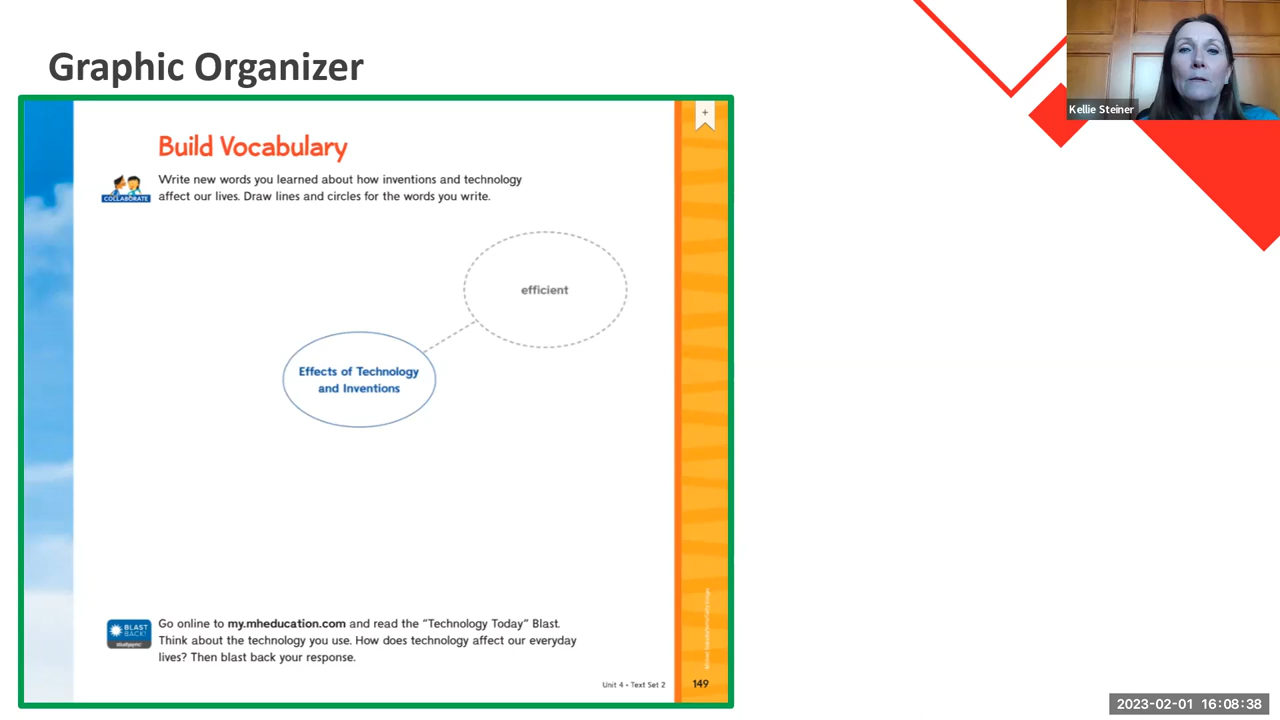 Graphic Organizer
Kellie Steiner
+
Build Vocabulary
COLLABORATE
Write new words you learned about how inventions and technology
affect our lives. Draw lines and circles for the words you write.
efficient
Effects of Technology
and Inventions
BLAST
BACK!
studysync
Go online to my.mheducation.com and read the “Technology Today” Blast.
Think about the technology you use. How does technology affect our everyday
lives? Then blast back your response.
Unit 4 • Text Set 2
149
2023-02-01 16:08:38